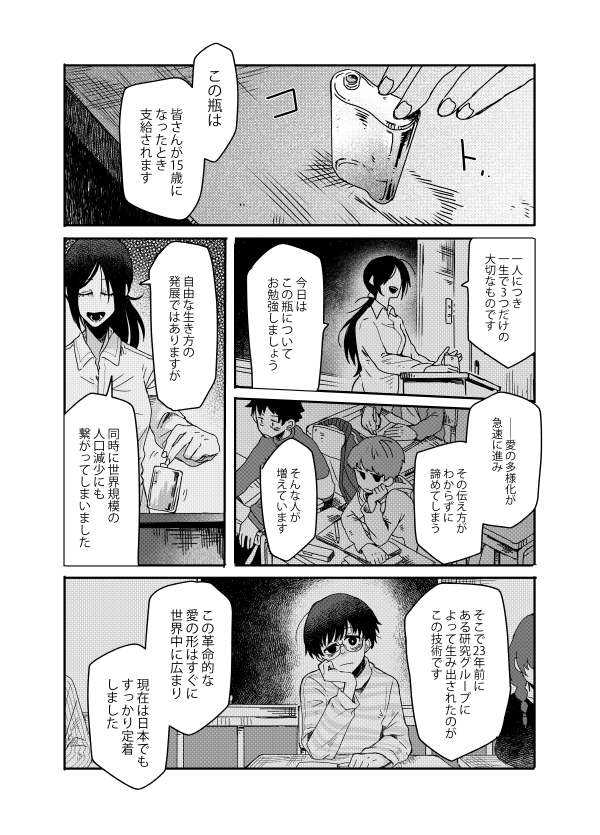 この瓶は
皆さんが15歳に
なったとき
支給されます
コ
ト、
一人につき
一生で3つだけの
大切なものです
今日は
この瓶について
お勉強しましょう
自由な生き方の
発展ではありますが
同時に世界規模の
人口減少にも
繋がってしまいました
──愛の多様化が
急速に進み
その伝え方が
わからずに
諦めてしまう
そんな人が
増えています
そこで23年前に
ある研究グループに
よって生み出されたのが
この技術です
この革命的な
愛の形はすぐに
世界中に広まり
現在は日本でも
すっかり定着
しました